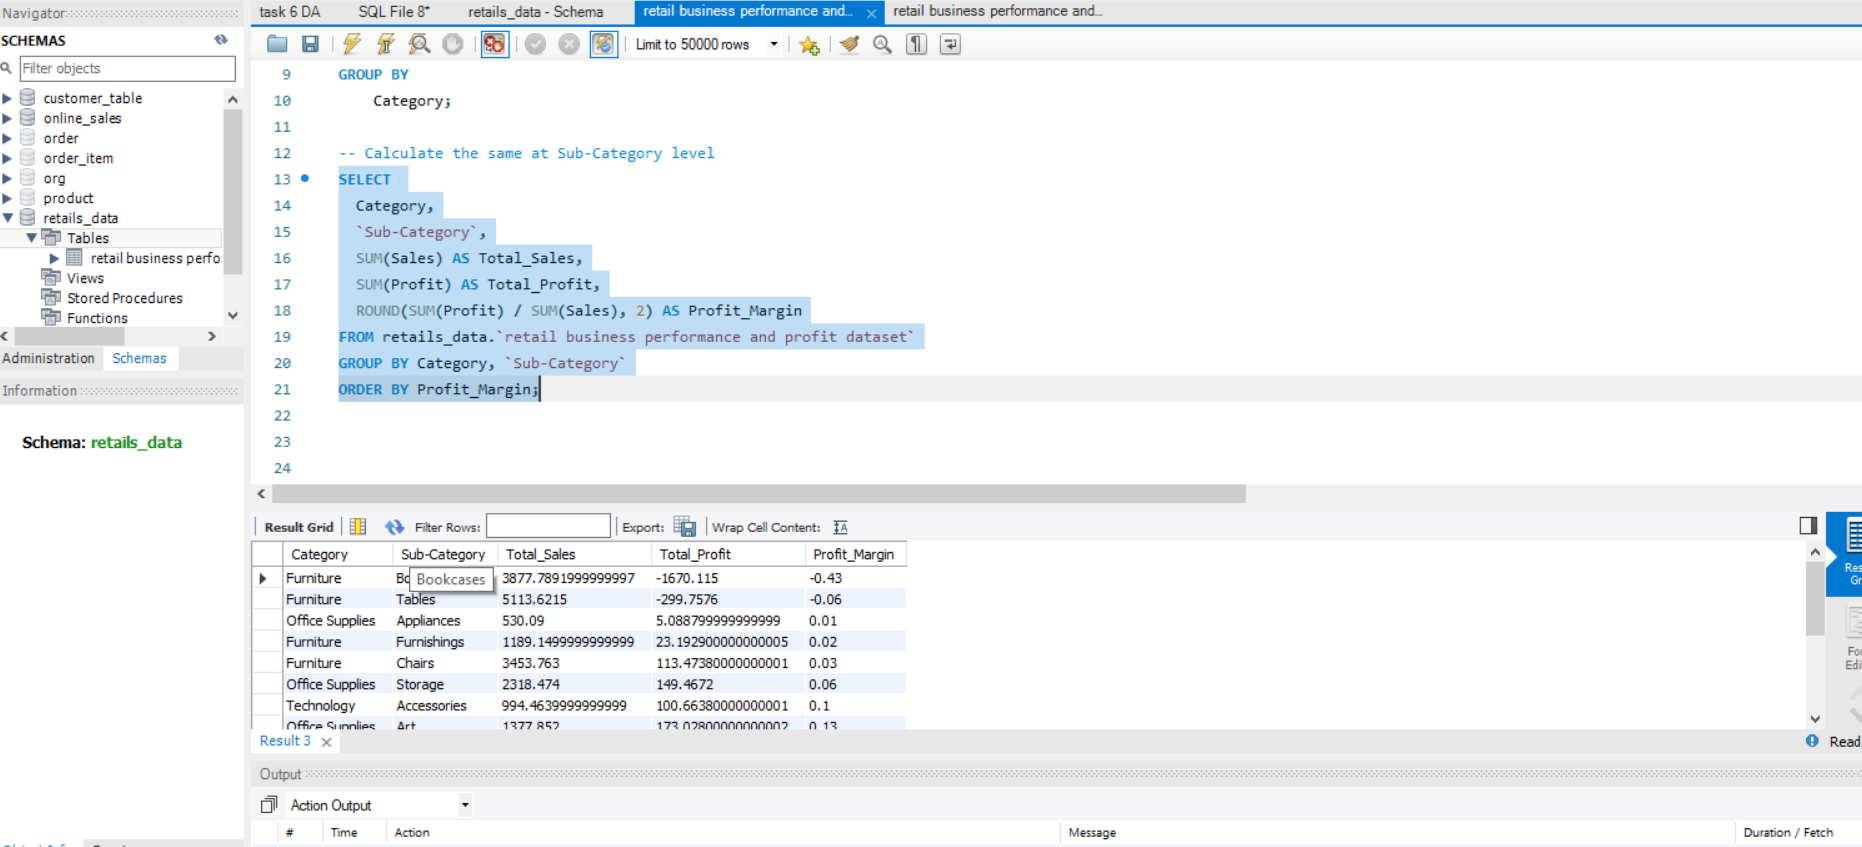 Navigator
SCHEMAS
Filter objects
customer_table
online_sales
order
order_item
org
product
retails_data
Tables
retail business perfo
Views
Stored Procedures
Functions
Administration Schemas
Information
Schema: retails_data
task 6 DA SQL File 8* retails_data - Schema retail business performance and... retail business performance and...
Limit to 50000 rows
9 GROUP BY
10 Category;
11
12 -- Calculate the same at Sub-Category level
13 SELECT
14 Category,
15 `Sub-Category`,
16 SUM(Sales) AS Total_Sales,
17 SUM(Profit) AS Total_Profit,
18 ROUND(SUM(Profit) / SUM(Sales), 2) AS Profit_Margin
19 FROM retails_data.`retail business performance and profit dataset`
20 GROUP BY Category, `Sub-Category`
21 ORDER BY Profit_Margin;
22
23
24
Result Grid Filter Rows: Export: Wrap Cell Content:
Category Sub-Category Total_Sales Total_Profit Profit_Margin
Furniture Bo Bookcases 3877.7891999999997 -1670.115 -0.43
Furniture Tables 5113.6215 -299.7576 -0.06
Office Supplies Appliances 530.09 5.088799999999999 0.01
Furniture Furnishings 1189.1499999999999 23.192900000000005 0.02
Furniture Chairs 3453.763 113.47380000000001 0.03
Office Supplies Storage 2318.474 149.4672 0.06
Technology Accessories 994.4639999999999 100.66380000000001 0.1
Office Supplies Art 1377.852 173.02800000000002 0.13
Res
Gr
For
Edi
Result 3
Read
Output
Action Output
# Time Action Message Duration / Fetch